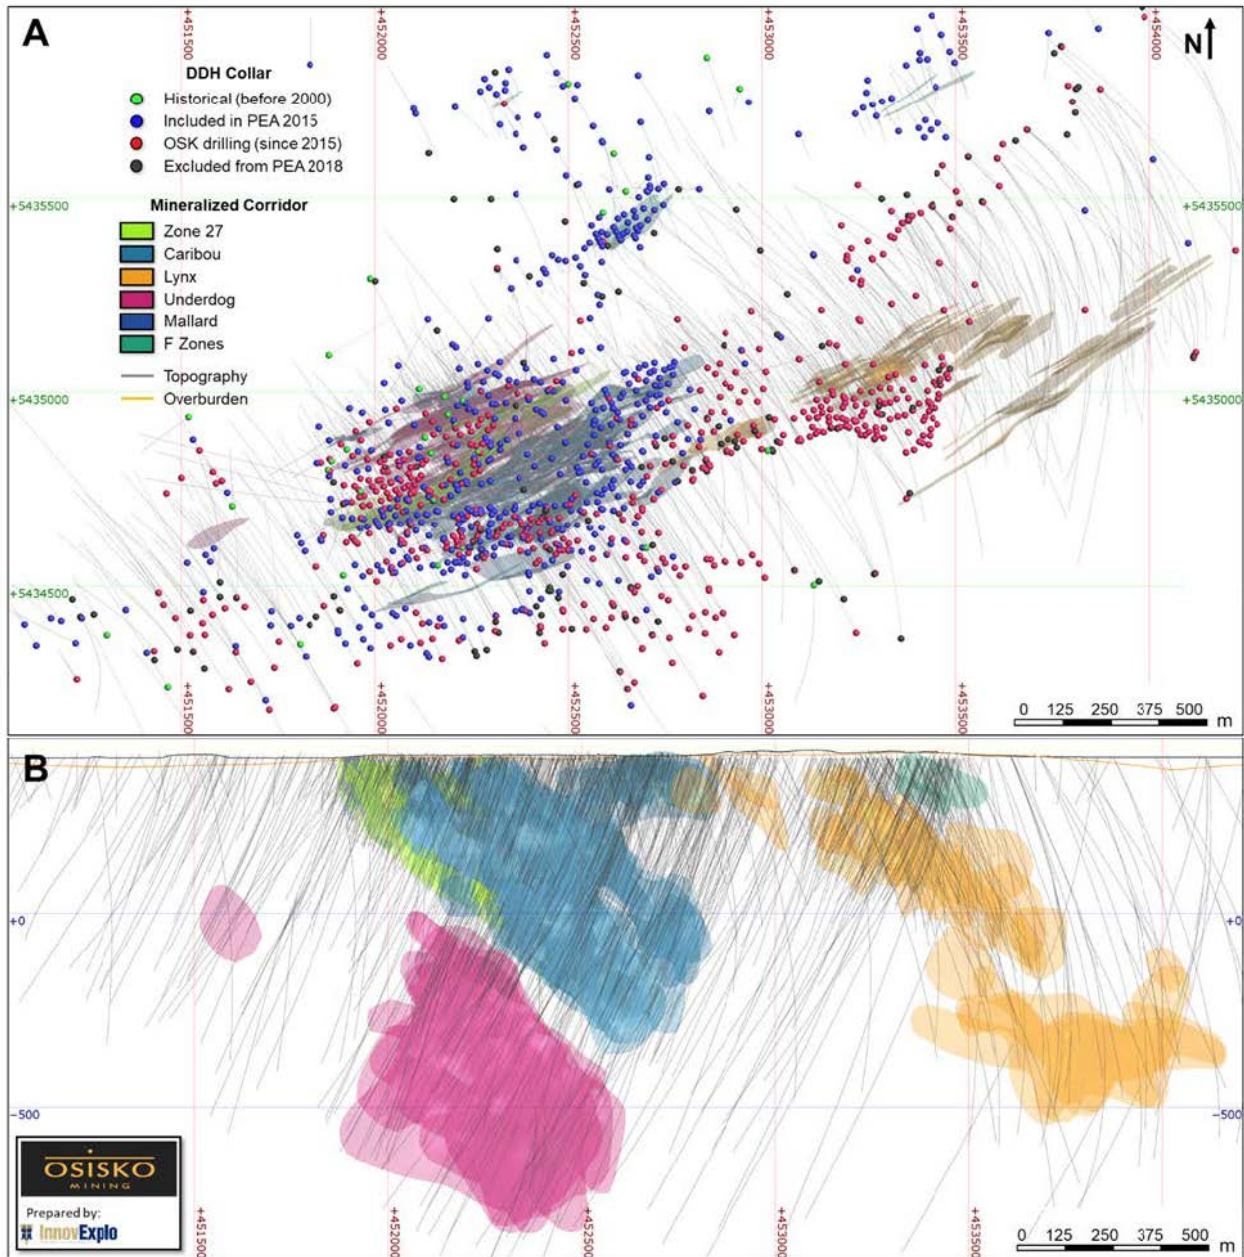 A
N
+451500
+452000
+452500
+453000
+453500
+454000
DDH Collar
Historical (before 2000)
Included in PEA 2015
OSK drilling (since 2015)
Excluded from PEA 2018
+5435500
+5435500
Mineralized Corridor
Zone 27
Caribou
Lynx
Underdog
Mallard
F Zones
Topography
Overburden
+5435000
+5435000
+5434500
+5434500
+451500
+452000
+452500
+453000
+453500
+454000
0 125 250 375 500
m
B
+0
+0
-500
-500
OSISKO
MINING
Prepared by:
InnovExplo
+451500
+452000
+452500
+453000
+453500
0 125 250 375 500
m